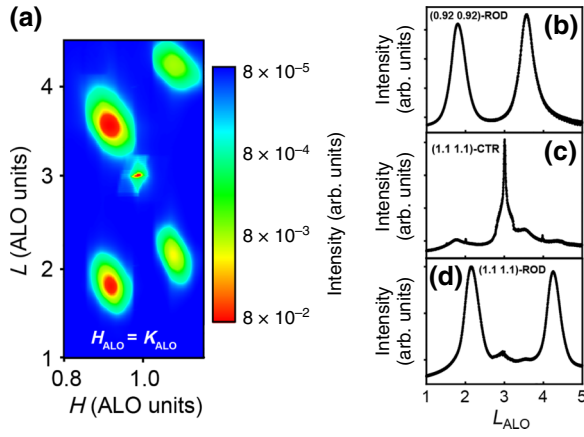 (a)
4
3
2
1
L (ALO units)
0.8
1.0
H (ALO units)
H_ALO = K_ALO
8 × 10⁻⁵
8 × 10⁻⁴
8 × 10⁻³
8 × 10⁻²
Intensity (arb. units)
(0.92 0.92)-ROD
(b)
Intensity
(arb. units)
(1.1 1.1)-CTR
(c)
Intensity
(arb. units)
(d)
(1.1 1.1)-ROD
Intensity
(arb. units)
1 2 3 4 5
L_ALO